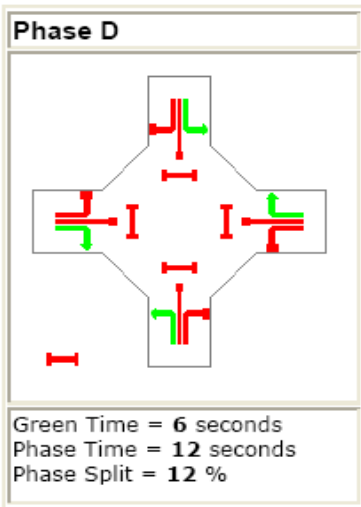 Phase D
Green Time = 6 seconds
Phase Time = 12 seconds
Phase Split = 12 %